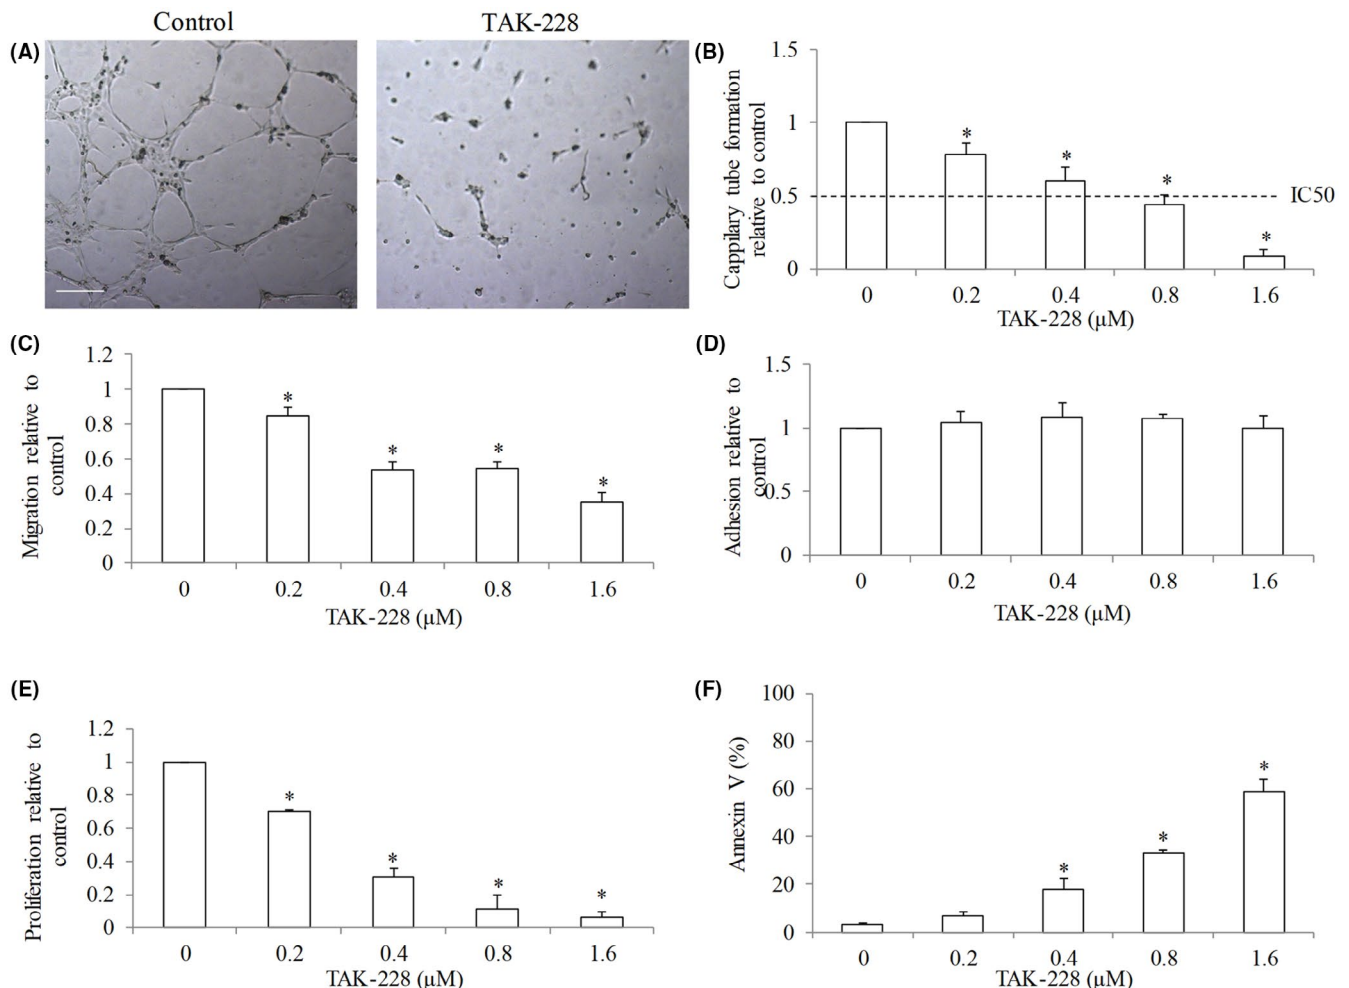 Control
TAK-228
(A)
(B)
Cappilary tube formation
relative to control
1.5
1
0.5
0
*
*
*
*
IC50
0 0.2 0.4 0.8 1.6
TAK-228 (μM)
(C)
Migration relative to
control
1.2
1
0.8
0.6
0.4
0.2
0
*
*
*
*
0 0.2 0.4 0.8 1.6
TAK-228 (μM)
(D)
Adhesion relative to
control
1.5
1
0.5
0
0 0.2 0.4 0.6 1.6
TAK-228 (μM)
(E)
Proliferation relative to
control
1.2
1
0.8
0.6
0.4
0.2
0
*
*
*
*
0 0.2 0.4 0.8 1.6
TAK-228 (μM)
(F)
Annexin V (%)
100
80
60
40
20
0
*
*
*
0 0.2 0.4 0.8 1.6
TAK-228 (μM)